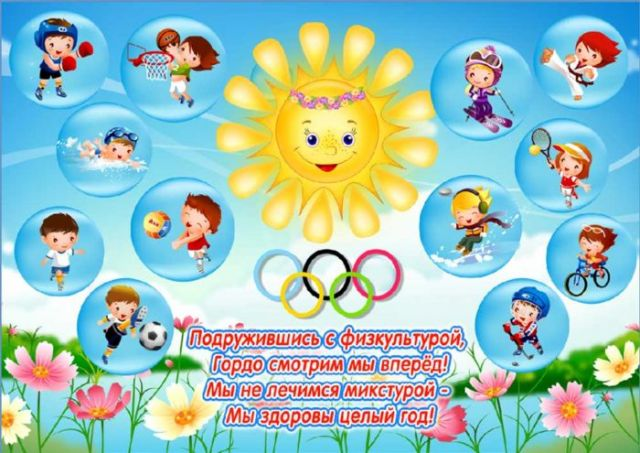 Подружившись с физкультурой,
Гордо смотрим мы вперёд!
Мы не лечимся микстурой -
Мы здоровы целый год!